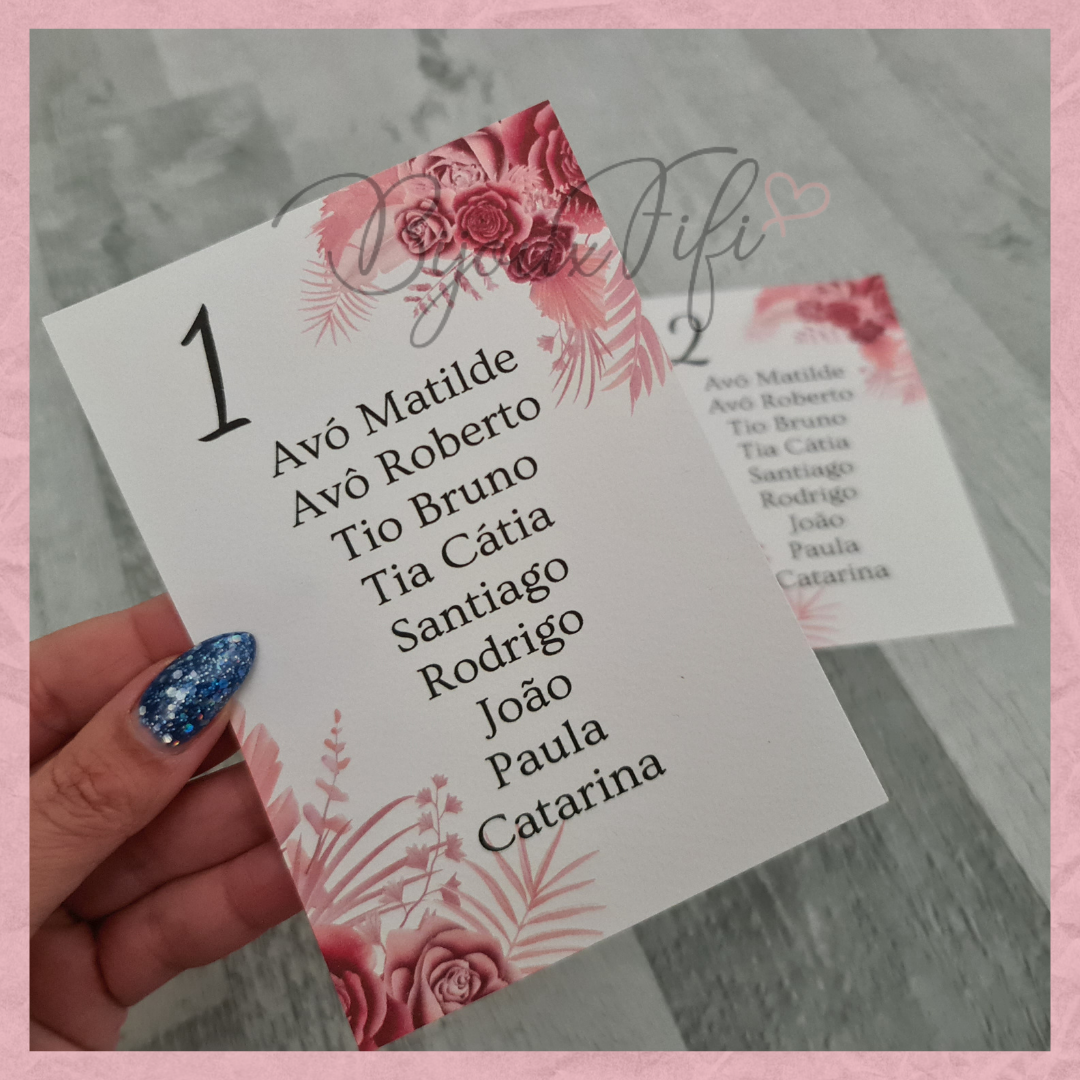 BijouxFifi
1
Avó Matilde
Avô Roberto
Tio Bruno
Tia Cátia
Santiago
Rodrigo
João
Paula
Catarina
2
Avó Matilde
Avô Roberto
Tio Bruno
Tia Cátia
Santiago
Rodrigo
João
Paula
Catarina